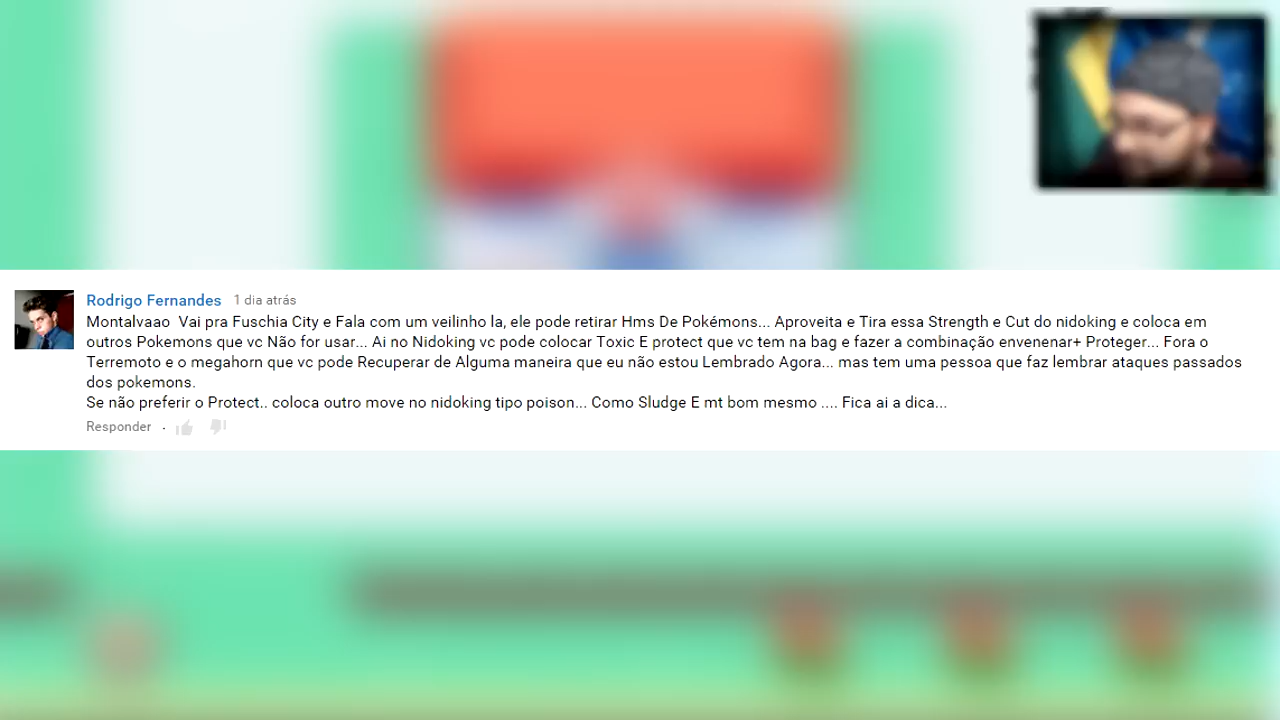 Rodrigo Fernandes 1 dia atrás
Montalvaao Vai pra Fuschia City e Fala com um veilinho la, ele pode retirar Hms De Pokémons... Aproveita e Tira essa Strength e Cut do nidoking e coloca em
outros Pokemons que vc Não for usar... Ai no Nidoking vc pode colocar Toxic E protect que vc tem na bag e fazer a combinação envenenar+ Proteger... Fora o
Terremoto e o megahorn que vc pode Recuperar de Alguma maneira que eu não estou Lembrado Agora... mas tem uma pessoa que faz lembrar ataques passados
dos pokemons.
Se não preferir o Protect.. coloca outro move no nidoking tipo poison... Como Sludge E mt bom mesmo .... Fica ai a dica...
Responder ·